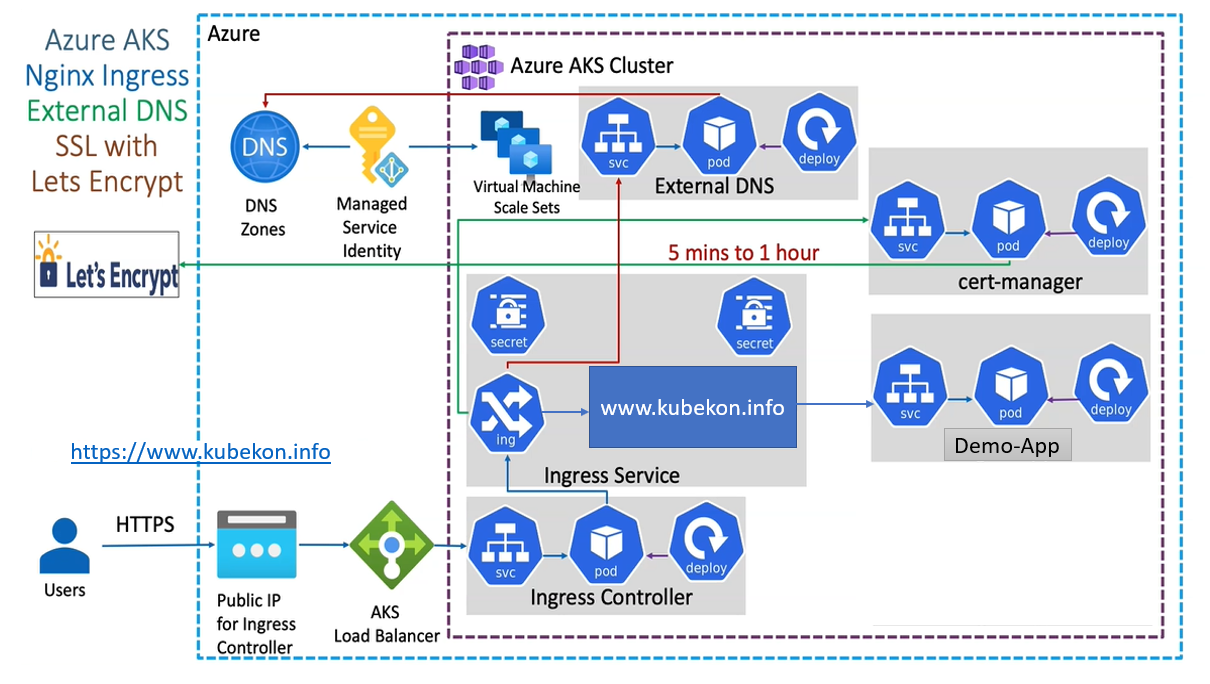 Azure AKS
Nginx Ingress
External DNS
SSL with
Lets Encrypt
Azure
Azure AKS Cluster
DNS
DNS
Zones
Managed
Service
Identity
Virtual Machine
Scale Sets
svc
pod
deploy
External DNS
svc
pod
deploy
cert-manager
Let's Encrypt
5 mins to 1 hour
secret
secret
ing
www.kubekon.info
Ingress Service
svc
pod
deploy
Demo-App
https://www.kubekon.info
HTTPS
Users
Public IP
for Ingress
Controller
AKS
Load Balancer
svc
pod
deploy
Ingress Controller